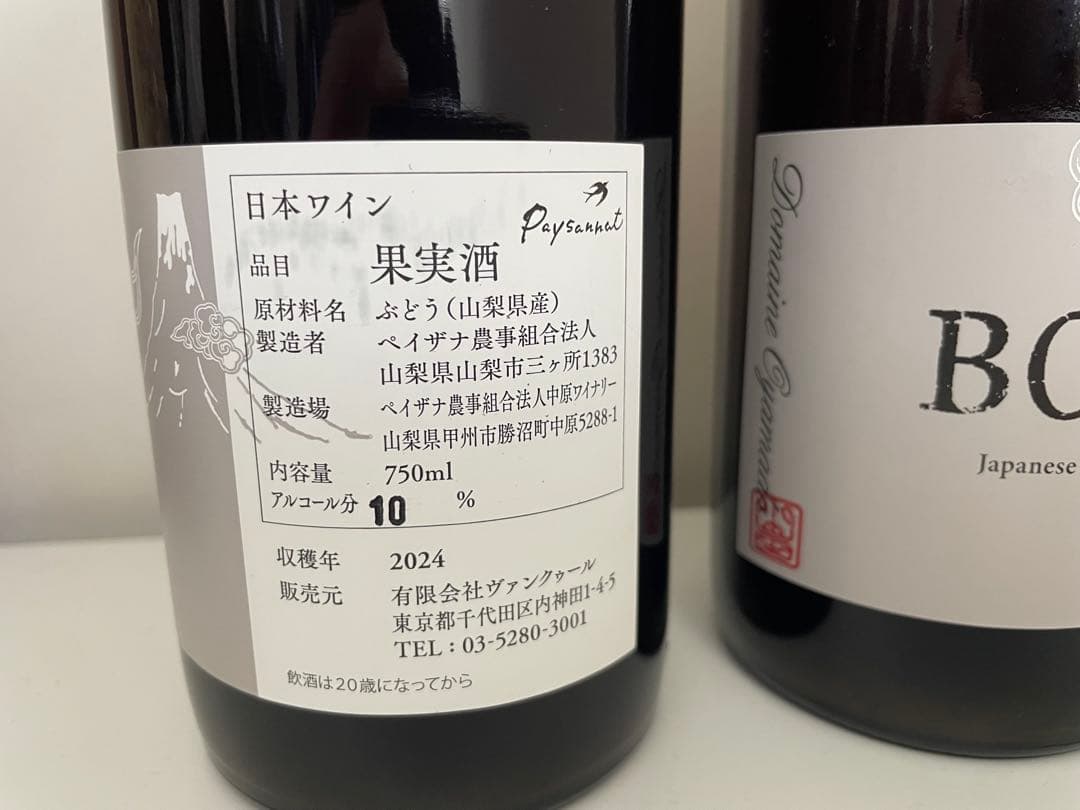 日本ワイン
Paysannat
品目 果実酒
原材料名 ぶどう（山梨県産）
製造者 ペイザナ農事組合法人
山梨県山梨市三ヶ所1383
製造場 ペイザナ農事組合法人中原ワイナリー
山梨県甲州市勝沼町中原5288-1
内容量 750ml
アルコール分 10 %
収穫年 2024
販売元 有限会社ヴァンクゥール
東京都千代田区内神田1-4-5
TEL：03-5280-3001
飲酒は20歳になってから
Domaine Oyamada
BO
Japanese